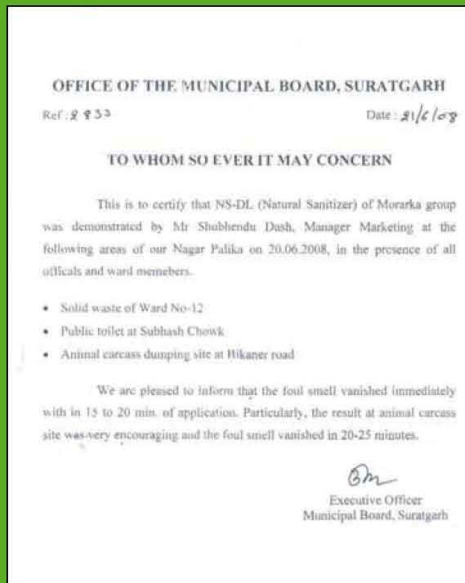 OFFICE OF THE MUNICIPAL BOARD, SURATGARH
Ref : 2933 Date : 21/6/08
TO WHOM SO EVER IT MAY CONCERN
This is to certify that NS-DL (Natural Sanitizer) of Morarka group
was demonstrated by Mr Shubhendu Dash, Manager Marketing at the
following areas of our Nagar Palika on 20.06.2008, in the presence of all
officals and ward memebers.
• Solid waste of Ward No-12
• Public toilet at Subhash Chowk
• Animal carcass dumping site at Bikaner road
We are pleased to inform that the foul smell vanished immediately
with in 15 to 20 min. of application. Particularly, the result at animal carcass
site was very encouraging and the foul smell vanished in 20-25 minutes.
Executive Officer
Municipal Board, Suratgarh